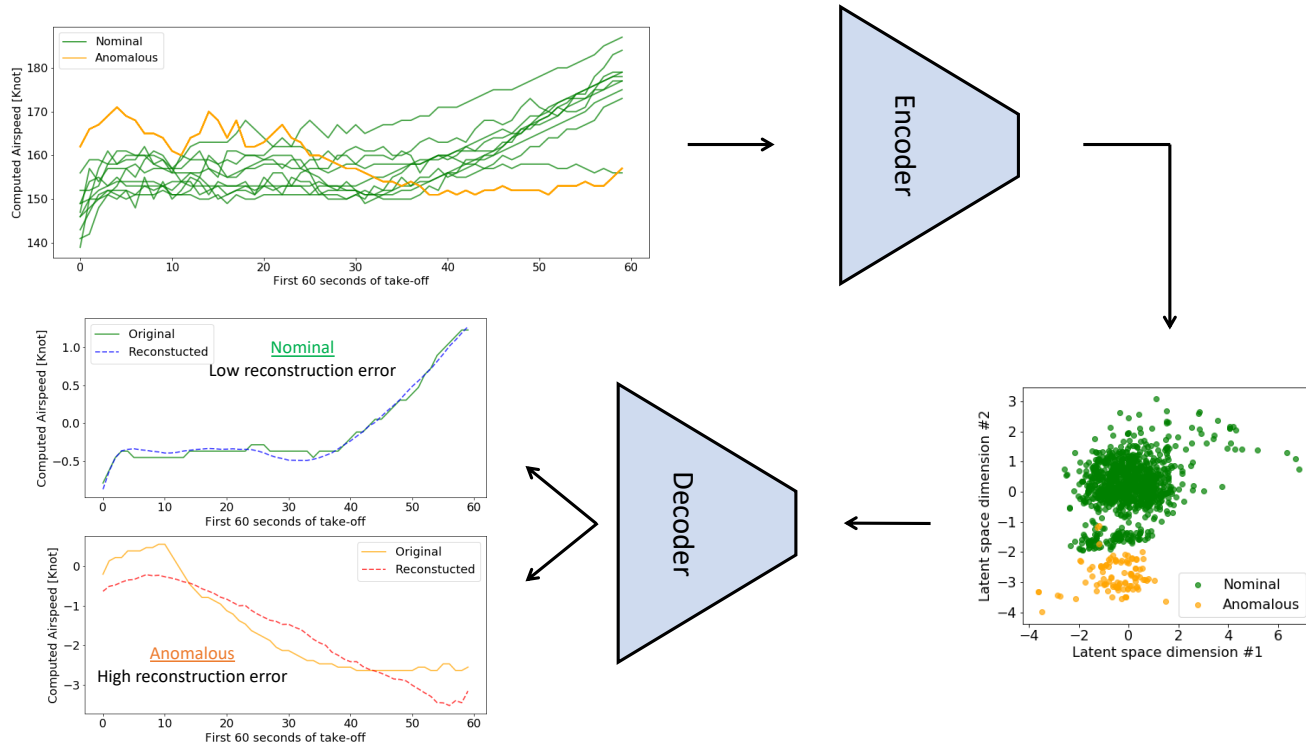 Nominal
Anomalous
Computed Airspeed [Knot]
180
170
160
150
140
0 10 20 30 40 50 60
First 60 seconds of take-off
Encoder
Original
Reconstucted
Nominal
Low reconstruction error
Computed Airspeed [Knot]
1.0
0.5
0.0
−0.5
0 10 20 30 40 50 60
First 60 seconds of take-off
Decoder
Original
Reconstucted
Anomalous
High reconstruction error
Computed Airspeed [Knot]
0
−1
−2
−3
0 10 20 30 40 50 60
First 60 seconds of take-off
Latent space dimension #2
3
2
1
0
−1
−2
−3
−4
Nominal
Anomalous
−4 −2 0 2 4 6
Latent space dimension #1